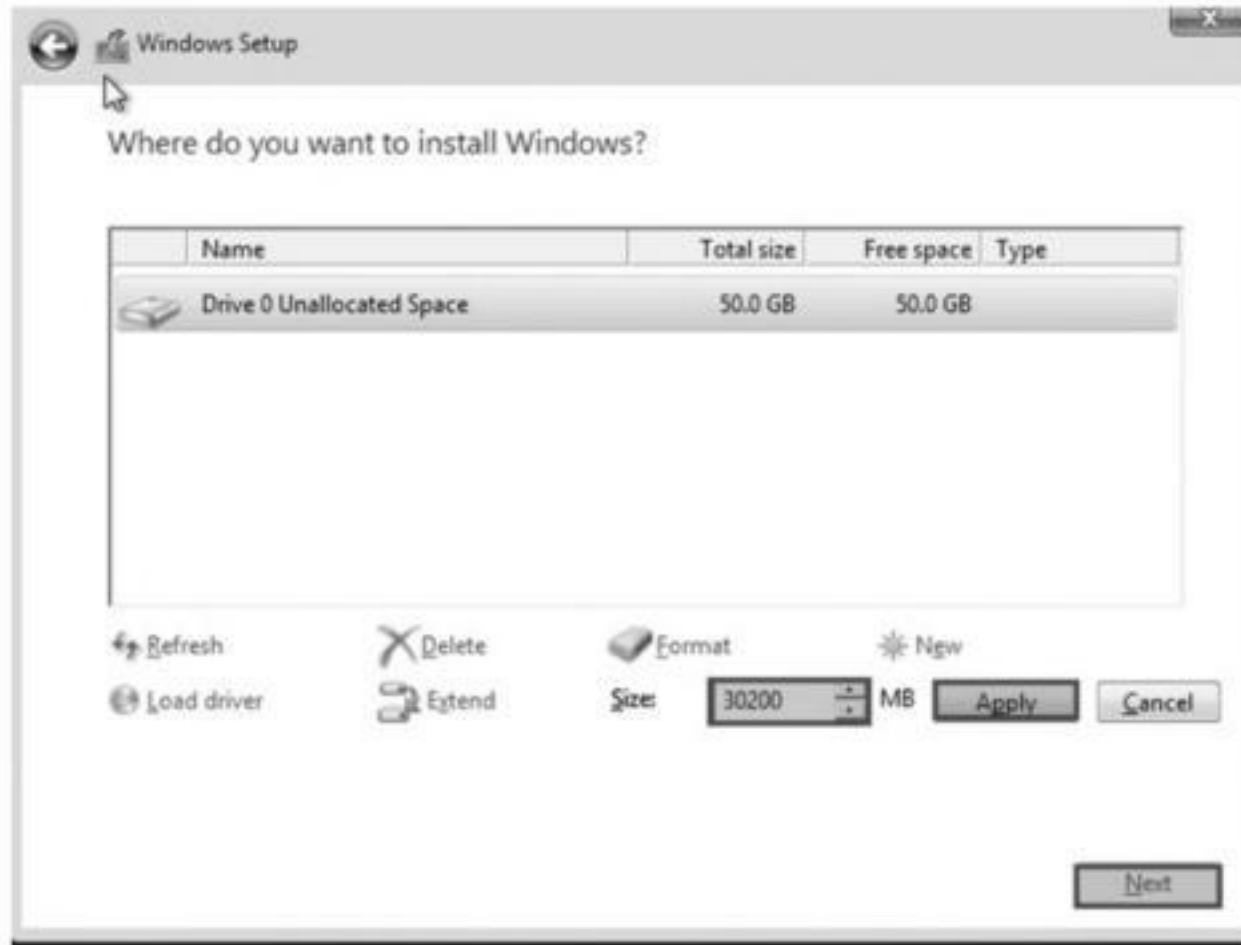 Windows Setup
Where do you want to install Windows?
Name Total size Free space Type
Drive 0 Unallocated Space 50.0 GB 50.0 GB
Refresh Delete Format New
Load driver Extend Size: 30200 MB Apply Cancel
Next